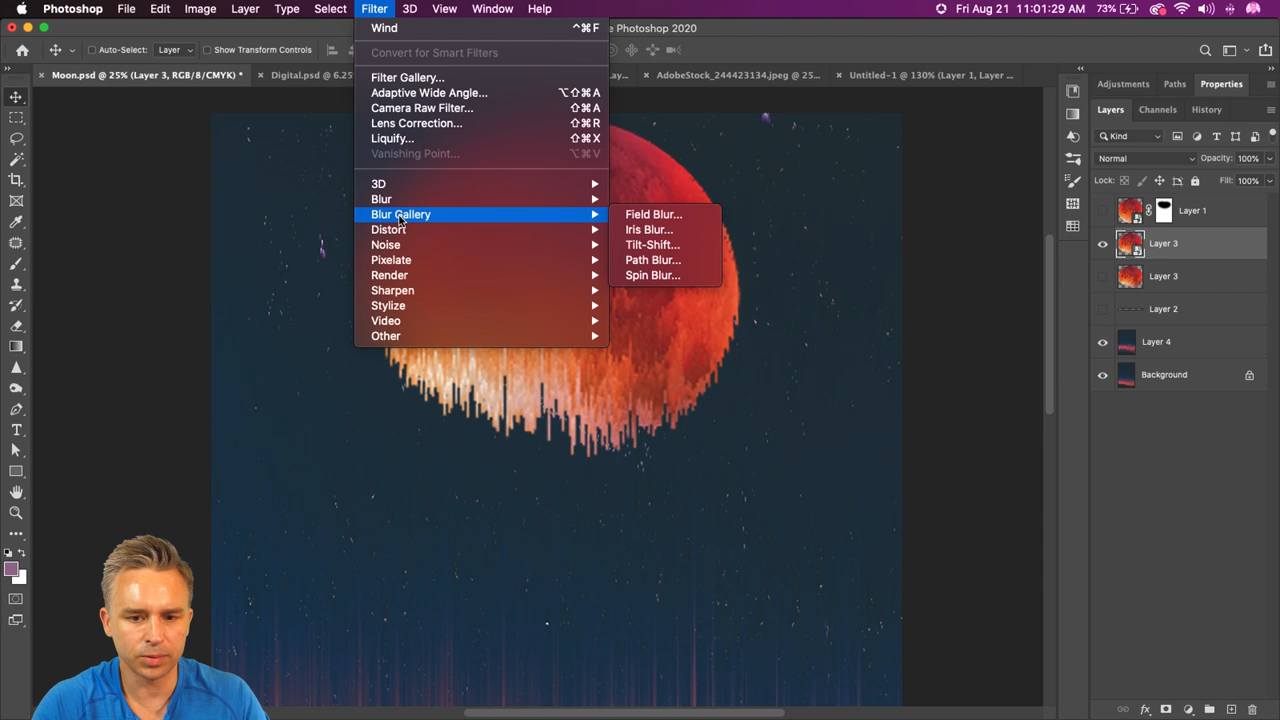 Photoshop File Edit Image Layer Type Select Filter 3D View Window Help Fri Aug 21 11:01:29 AM 73%
Wind ^⌘F
e Photoshop 2020
Auto-Select: Layer Show Transform Controls
Convert for Smart Filters
Moon.psd @ 25% (Layer 3, RGB/8/CMYK) * Digital.psd @ 6.25 Lay... AdobeStock_244423134.jpeg @ 25%... Untitled-1 @ 130% (Layer 1, Layer ...
Filter Gallery...
Adaptive Wide Angle... ⌥⇧⌘A
Camera Raw Filter... ⇧⌘A
Lens Correction... ⇧⌘R
Liquify... ⇧⌘X
Vanishing Point... ⌥⌘V
3D
Blur
Blur Gallery
Distort
Noise
Pixelate
Render
Sharpen
Stylize
Video
Other
Field Blur...
Iris Blur...
Tilt-Shift...
Path Blur...
Spin Blur...
Adjustments Paths Properties
Layers Channels History
Kind
Normal Opacity: 100%
Lock: Fill: 100%
Layer 1
Layer 3
Layer 3
Layer 2
Layer 4
Background